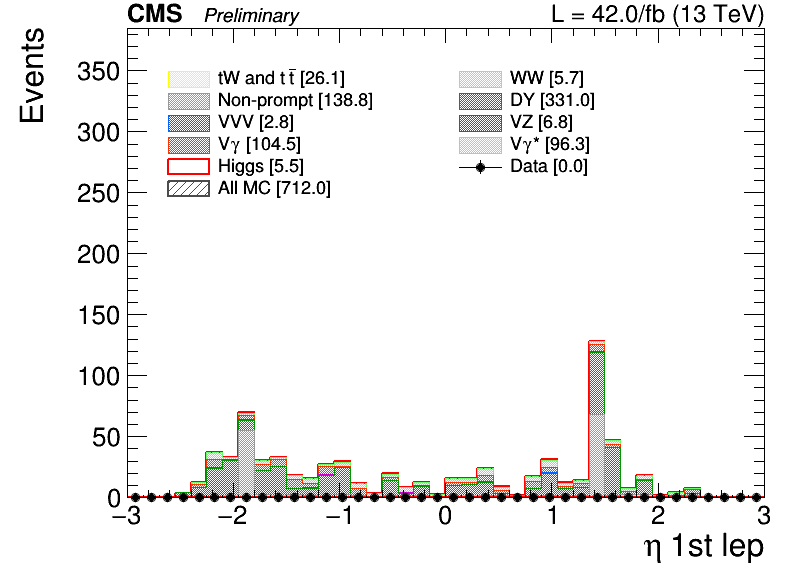 CMS Preliminary L = 42.0/fb (13 TeV)
Events
350
300
250
200
150
100
50
0
tW and t t̄ [26.1]
Non-prompt [138.8]
VVV [2.8]
Vγ [104.5]
Higgs [5.5]
All MC [712.0]
WW [5.7]
DY [331.0]
VZ [6.8]
Vγ* [96.3]
Data [0.0]
−3 −2 −1 0 1 2 3
η 1st lep